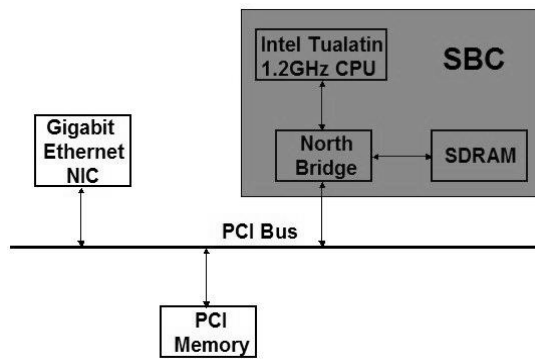 Intel Tualatin
1.2GHz CPU
SBC
Gigabit
Ethernet
NIC
North
Bridge
SDRAM
PCI Bus
PCI
Memory